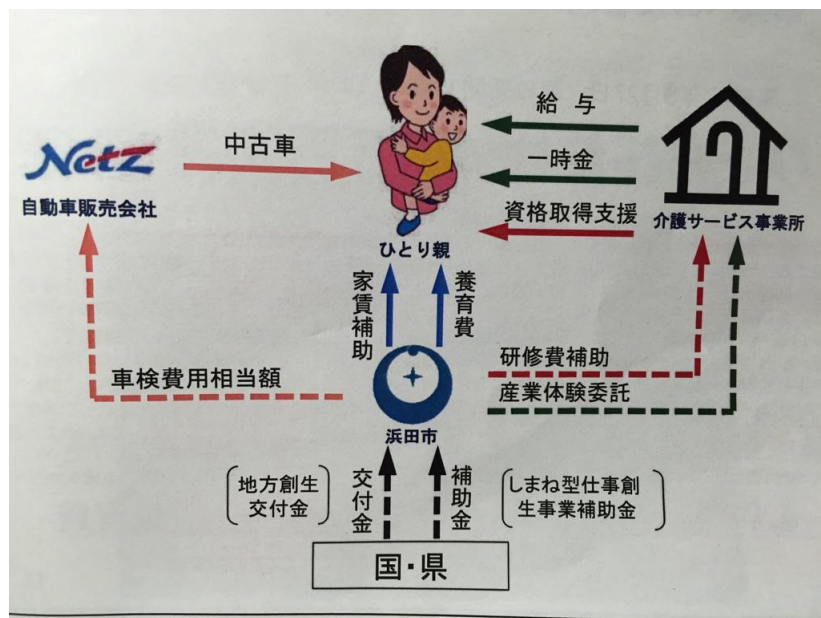 給与
中古車
一時金
Netz
自動車販売会社
資格取得支援
介護サービス事業所
ひとり親
家賃補助
養育費
研修費補助
車検費用相当額
産業体験委託
浜田市
地方創生
交付金
交付金
補助金
しまね型仕事創
生事業補助金
国・県